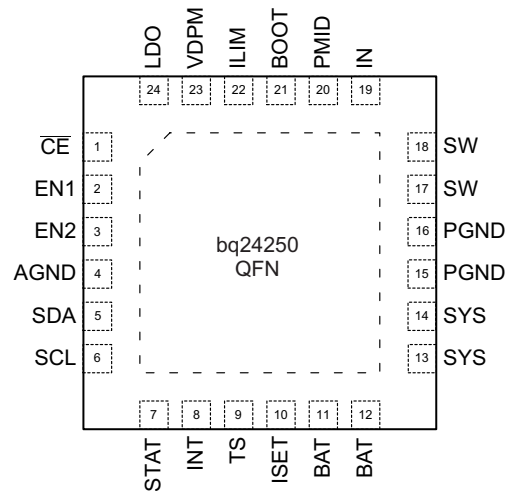 LDO VDPM ILIM BOOT PMID IN
24 23 22 21 20 19
CE 1 18 SW
EN1 2 17 SW
EN2 3 16 PGND
AGND 4 15 PGND
SDA 5 14 SYS
SCL 6 13 SYS
bq24250
QFN
7 8 9 10 11 12
STAT INT TS ISET BAT BAT